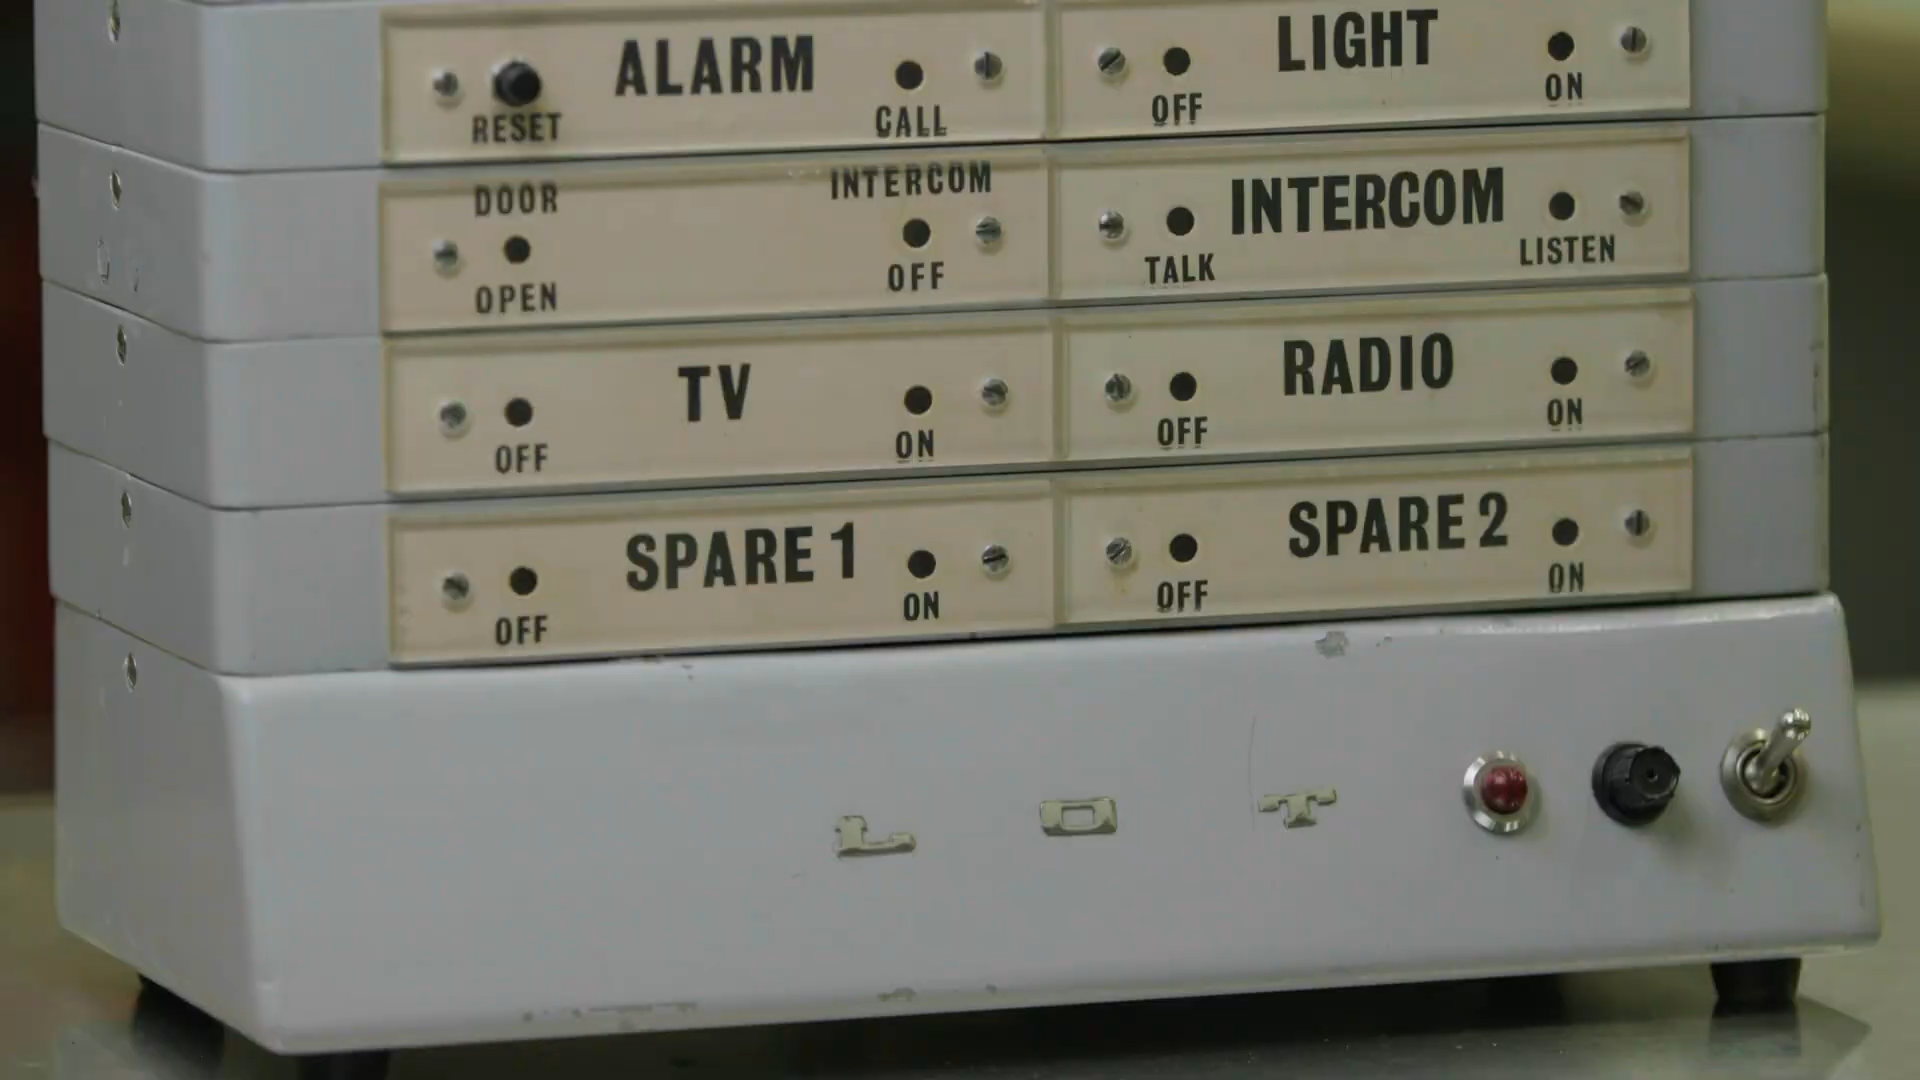 ALARM
RESET
CALL
LIGHT
OFF
ON
DOOR
OPEN
INTERCOM
OFF
INTERCOM
TALK
LISTEN
TV
OFF
ON
RADIO
OFF
ON
SPARE 1
OFF
ON
SPARE 2
OFF
ON
L O T